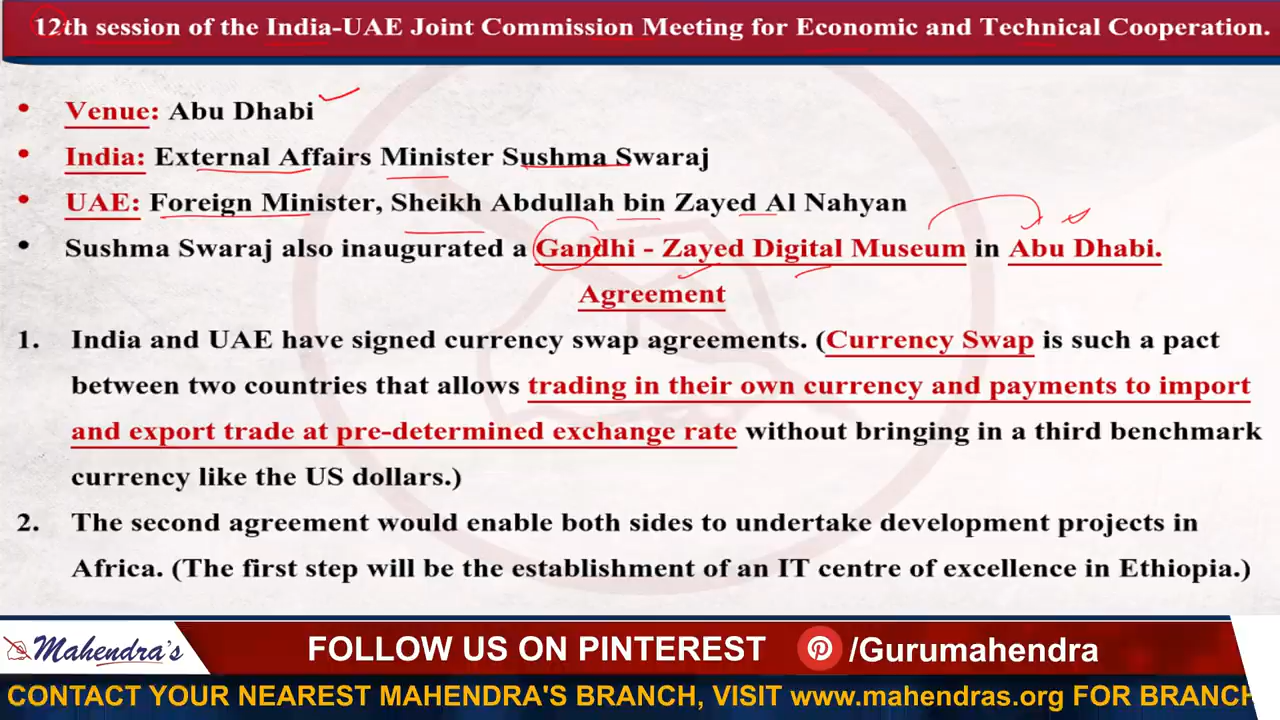 12th session of the India-UAE Joint Commission Meeting for Economic and Technical Cooperation.
• Venue: Abu Dhabi
• India: External Affairs Minister Sushma Swaraj
• UAE: Foreign Minister, Sheikh Abdullah bin Zayed Al Nahyan
• Sushma Swaraj also inaugurated a Gandhi - Zayed Digital Museum in Abu Dhabi.
Agreement
1. India and UAE have signed currency swap agreements. (Currency Swap is such a pact
between two countries that allows trading in their own currency and payments to import
and export trade at pre-determined exchange rate without bringing in a third benchmark
currency like the US dollars.)
2. The second agreement would enable both sides to undertake development projects in
Africa. (The first step will be the establishment of an IT centre of excellence in Ethiopia.)
Mahendra's FOLLOW US ON PINTEREST /Gurumahendra
CONTACT YOUR NEAREST MAHENDRA'S BRANCH, VISIT www.mahendras.org FOR BRANCH